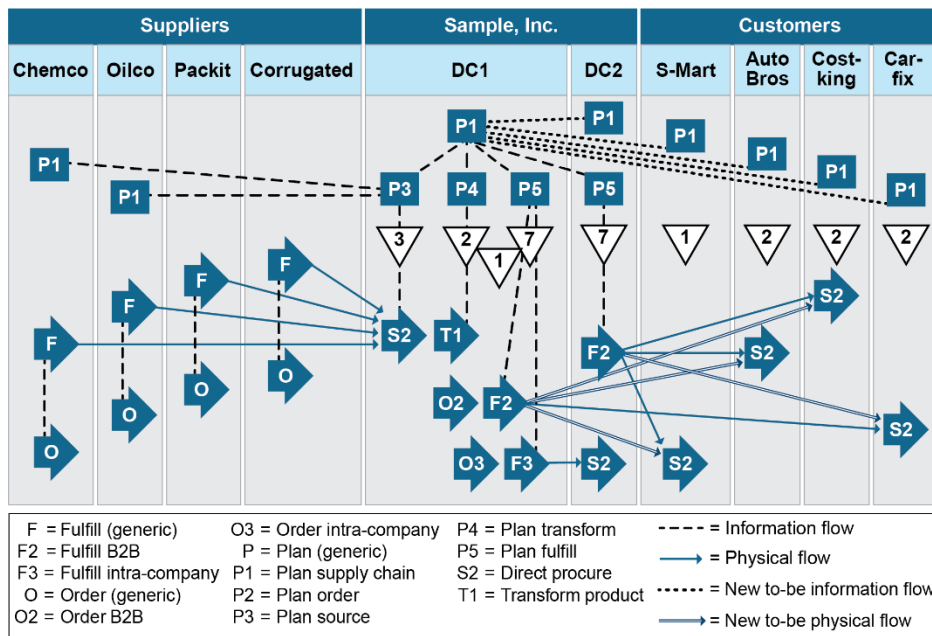 Suppliers
Sample, Inc.
Customers
Chemco
Oilco
Packit
Corrugated
DC1
DC2
S-Mart
Auto
Bros
Cost-
king
Car-
fix
P1
P1
P1
P1
P1
P1
P1
P1
P3
P4
P5
P5
P1
3
2
1
7
7
1
2
2
2
F
F
F
F
S2
T1
S2
F2
S2
O
O
O
O
O2
F2
S2
O3
F3
S2
S2
F = Fulfill (generic)
F2 = Fulfill B2B
F3 = Fulfill intra-company
O = Order (generic)
O2 = Order B2B
O3 = Order intra-company
P = Plan (generic)
P1 = Plan supply chain
P2 = Plan order
P3 = Plan source
P4 = Plan transform
P5 = Plan fulfill
S2 = Direct procure
T1 = Transform product
= Information flow
= Physical flow
= New to-be information flow
= New to-be physical flow